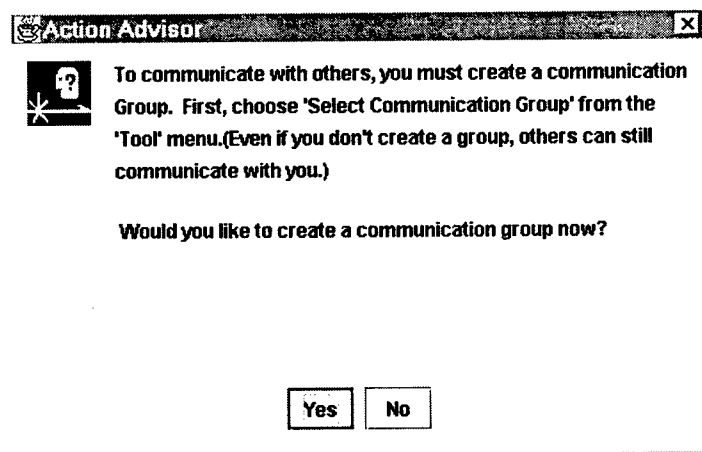 Action Advisor
To communicate with others, you must create a communication
Group. First, choose 'Select Communication Group' from the
'Tool' menu.(Even if you don't create a group, others can still
communicate with you.)
Would you like to create a communication group now?
Yes No